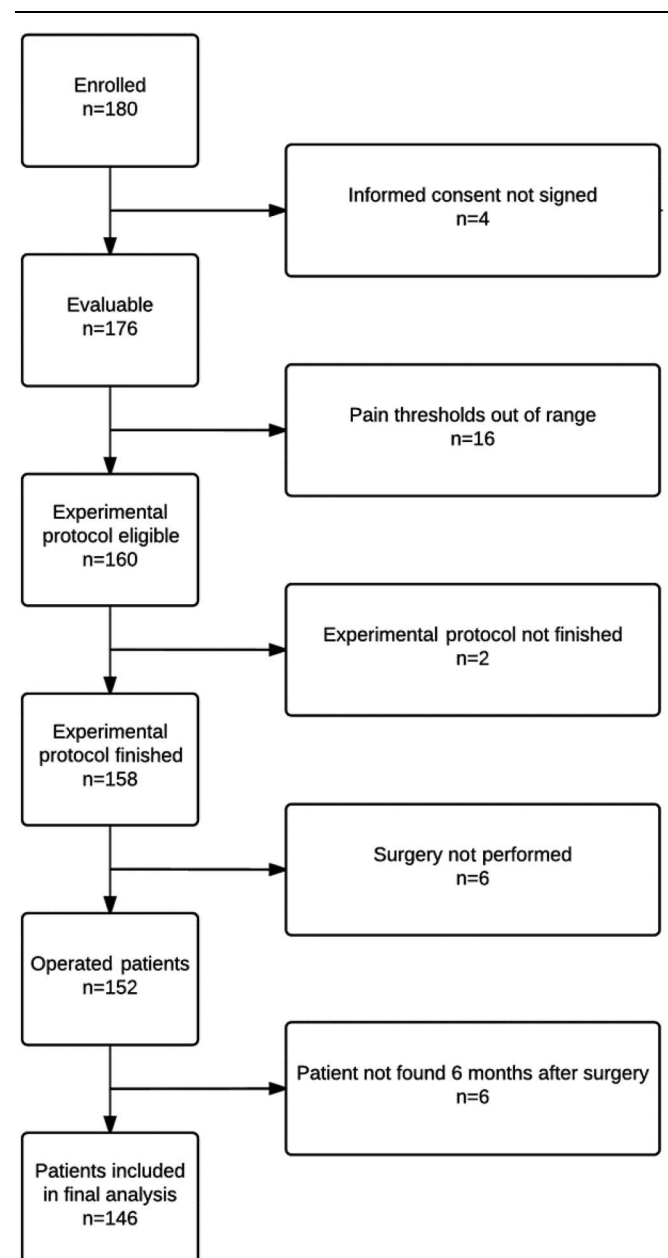 Enrolled
n=180
Informed consent not signed
n=4
Evaluable
n=176
Pain thresholds out of range
n=16
Experimental
protocol eligible
n=160
Experimental protocol not finished
n=2
Experimental
protocol finished
n=158
Surgery not performed
n=6
Operated patients
n=152
Patient not found 6 months after surgery
n=6
Patients included
in final analysis
n=146